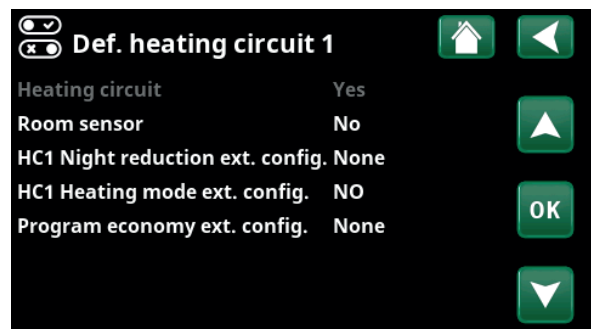 Def. heating circuit 1
Heating circuit Yes
Room sensor No
HC1 Night reduction ext. config. None
HC1 Heating mode ext. config. NO
Program economy ext. config. None
OK